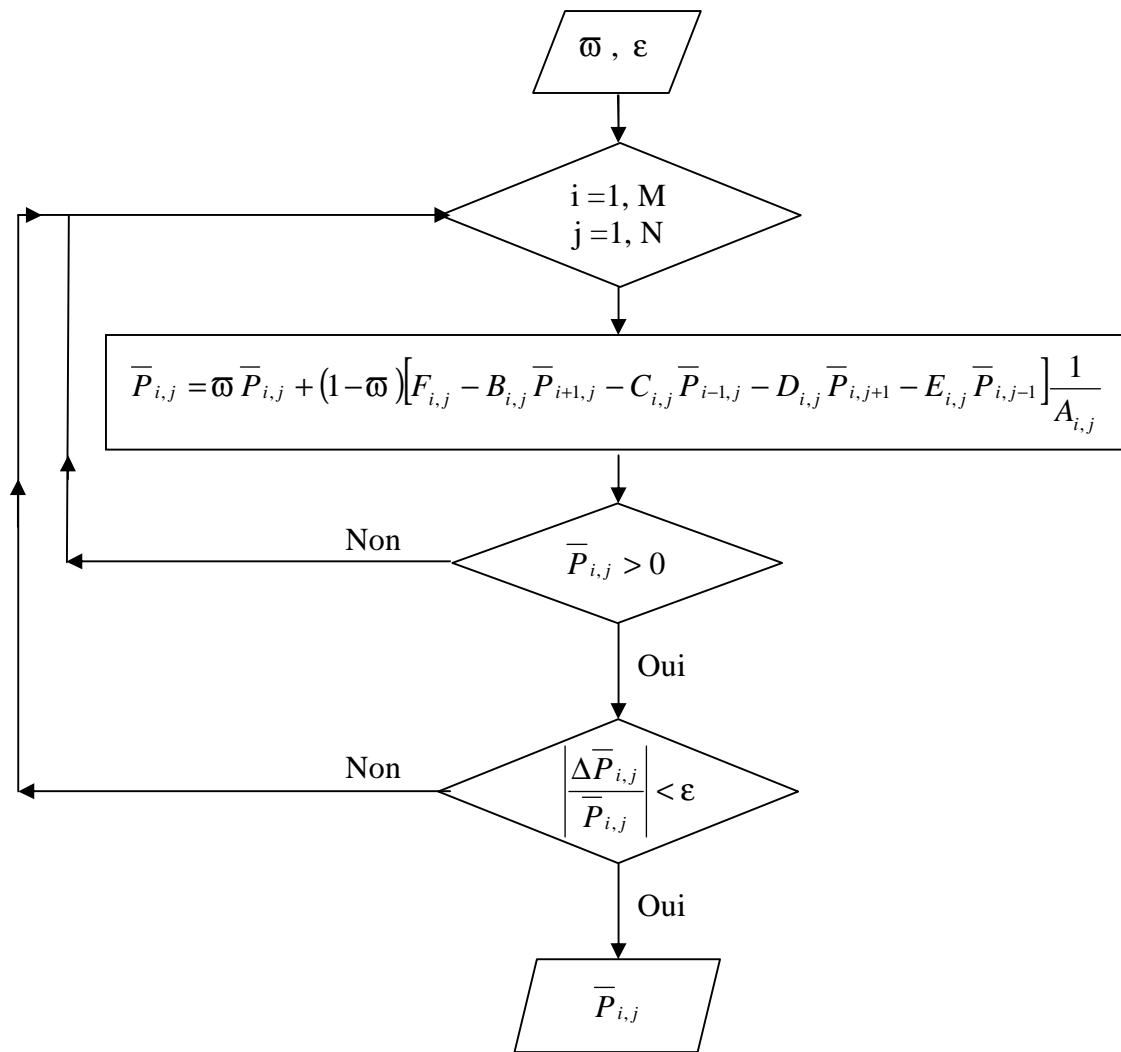 ϖ , ε
i =1, M
j =1, N
P̅ᵢ,ⱼ = ϖ P̅ᵢ,ⱼ + (1−ϖ)[Fᵢ,ⱼ − Bᵢ,ⱼ P̅ᵢ₊₁,ⱼ − Cᵢ,ⱼ P̅ᵢ₋₁,ⱼ − Dᵢ,ⱼ P̅ᵢ,ⱼ₊₁ − Eᵢ,ⱼ P̅ᵢ,ⱼ₋₁] 1/Aᵢ,ⱼ
Non
P̅ᵢ,ⱼ > 0
Oui
Non
|ΔP̅ᵢ,ⱼ / P̅ᵢ,ⱼ| < ε
Oui
P̅ᵢ,ⱼ